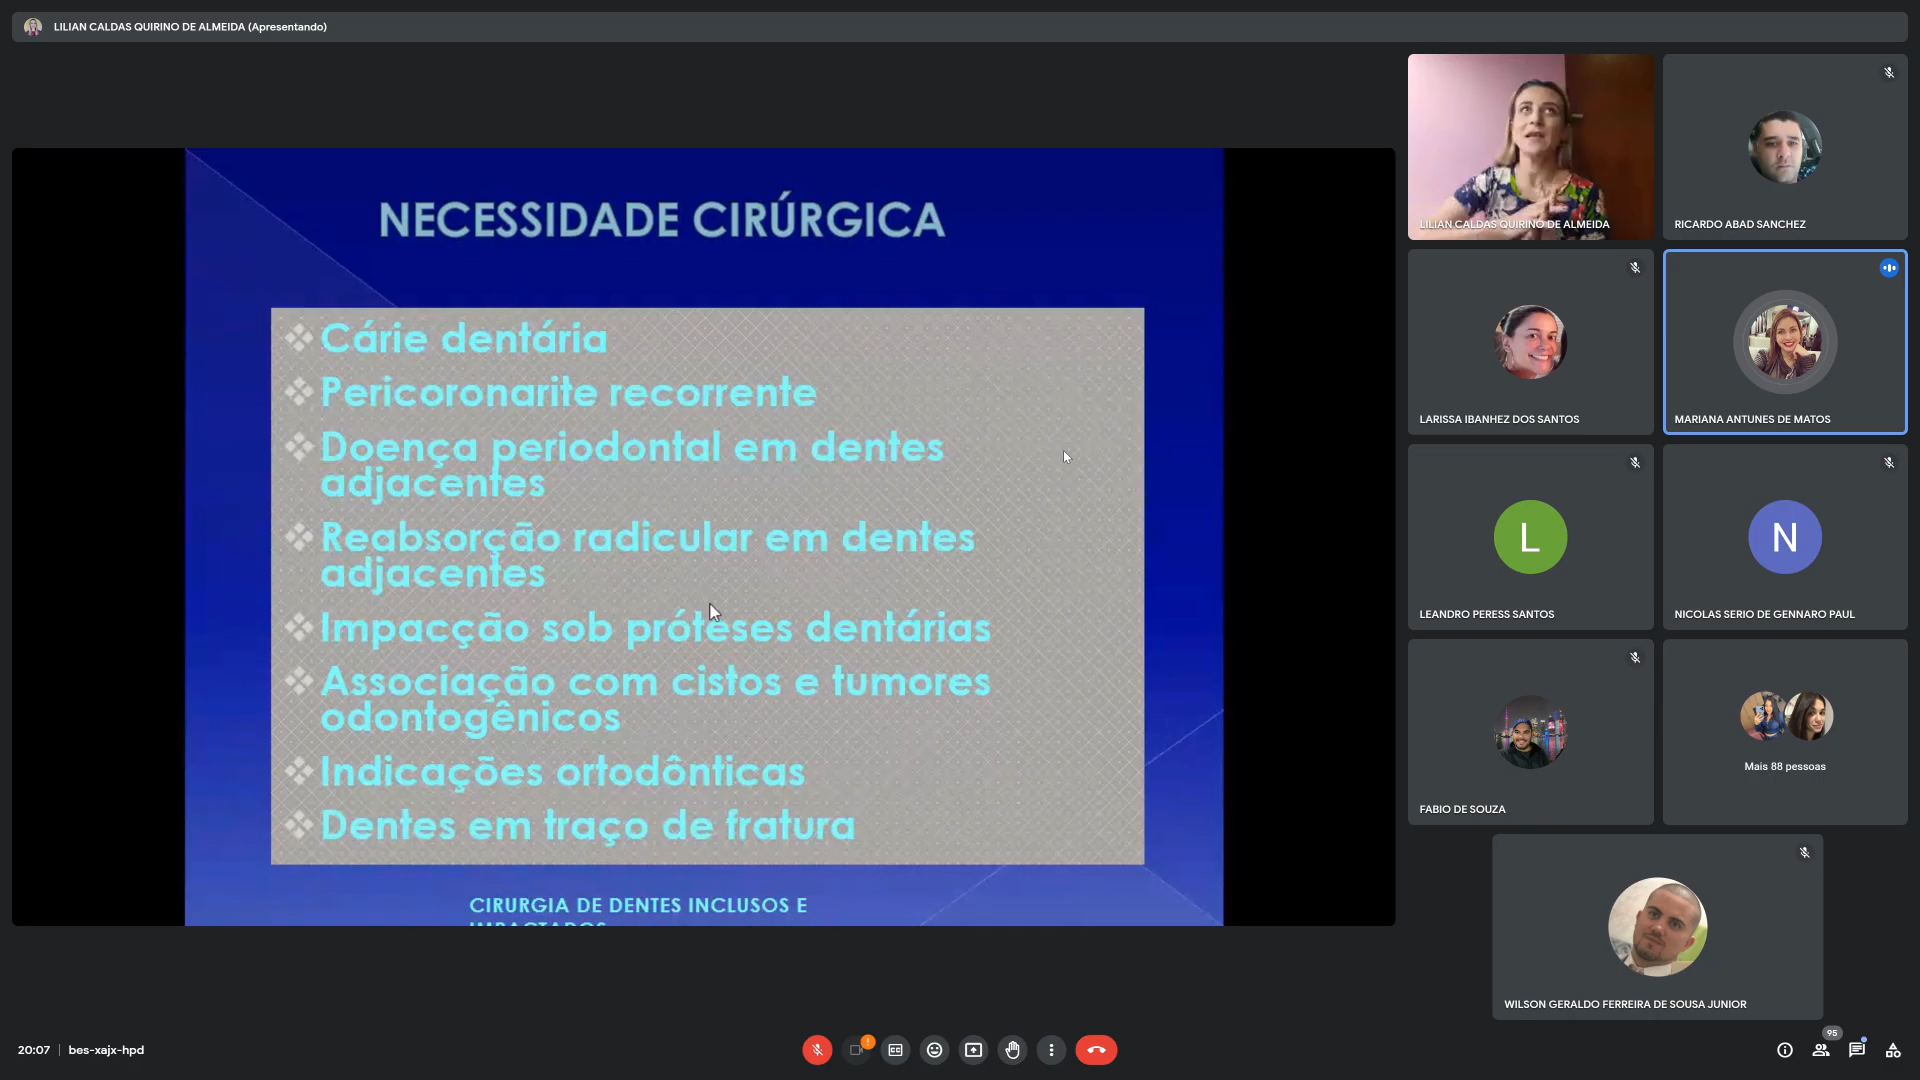 LILIAN CALDAS QUIRINO DE ALMEIDA (Apresentando)
NECESSIDADE CIRÚRGICA
Cárie dentária
Pericoronarite recorrente
Doença periodontal em dentes
adjacentes
Reabsorção radicular em dentes
adjacentes
Impacção sob próteses dentárias
Associação com cistos e tumores
odontogênicos
Indicações ortodônticas
Dentes em traço de fratura
CIRURGIA DE DENTES INCLUSOS E
IMPACTADOS
LILIAN CALDAS QUIRINO DE ALMEIDA
RICARDO ABAD SANCHEZ
LARISSA IBANHEZ DOS SANTOS
MARIANA ANTUNES DE MATOS
L
LEANDRO PERESS SANTOS
N
NICOLAS SERIO DE GENNARO PAUL
FABIO DE SOUZA
Mais 88 pessoas
WILSON GERALDO FERREIRA DE SOUSA JUNIOR
20:07 | bes-xajx-hpd
!
CC
95